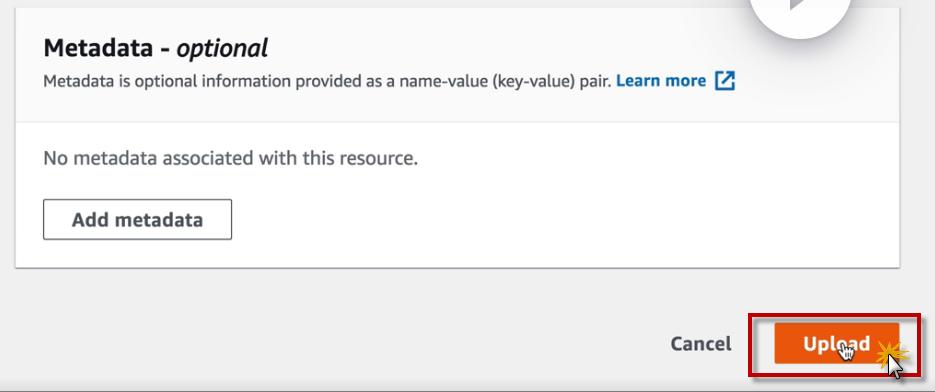 Metadata - optional
Metadata is optional information provided as a name-value (key-value) pair. Learn more
No metadata associated with this resource.
Add metadata
Cancel Upload